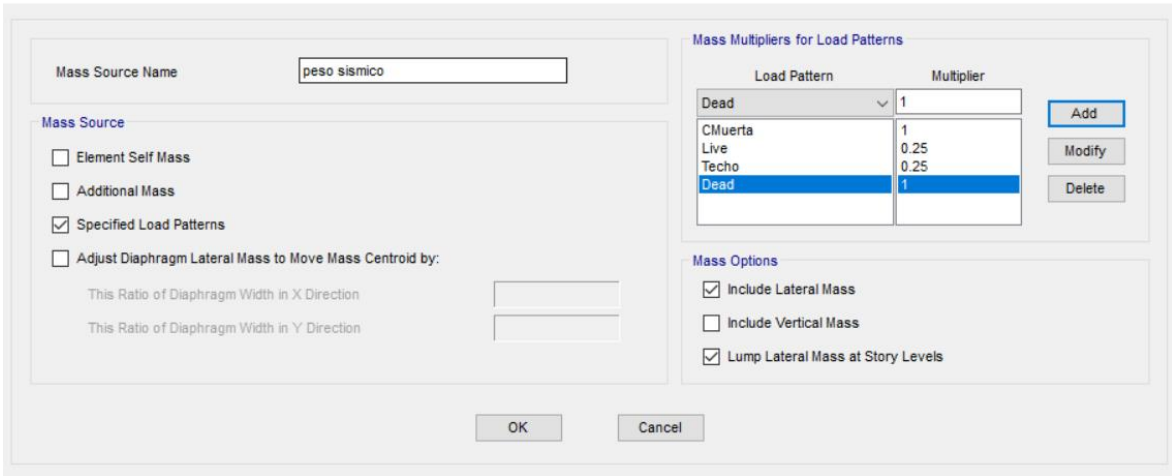 Mass Source Name
peso sismico
Mass Source
Element Self Mass
Additional Mass
Specified Load Patterns
Adjust Diaphragm Lateral Mass to Move Mass Centroid by:
This Ratio of Diaphragm Width in X Direction
This Ratio of Diaphragm Width in Y Direction
Mass Multipliers for Load Patterns
Load Pattern Multiplier
Dead 1
CMuerta 1
Live 0.25
Techo 0.25
Dead 1
Add
Modify
Delete
Mass Options
Include Lateral Mass
Include Vertical Mass
Lump Lateral Mass at Story Levels
OK Cancel